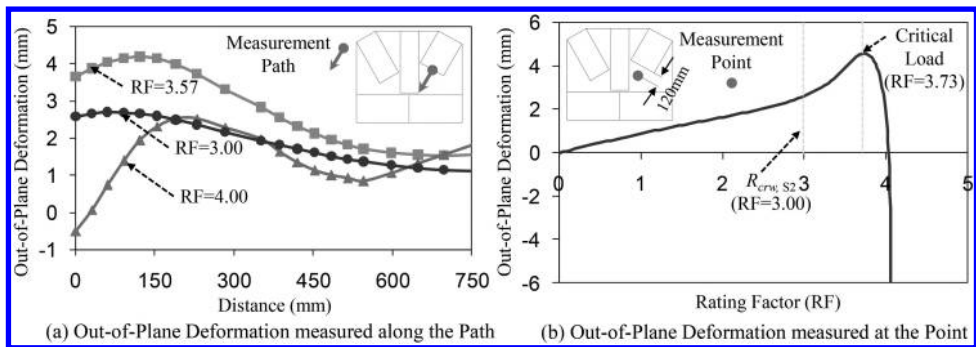 Out-of-Plane Deformation (mm)
5
4
3
2
1
0
-1
Measurement
Path
RF=3.57
RF=3.00
RF=4.00
0 150 300 450 600 750
Distance (mm)
(a) Out-of-Plane Deformation measured along the Path
Out-of-Plane Deformation (mm)
6
4
2
0
-2
-4
-6
120mm
Measurement
Point
Critical
Load
(RF=3.73)
0 1 2 3 4 5
Rcrw, S2
(RF=3.00)
Rating Factor (RF)
(b) Out-of-Plane Deformation measured at the Point